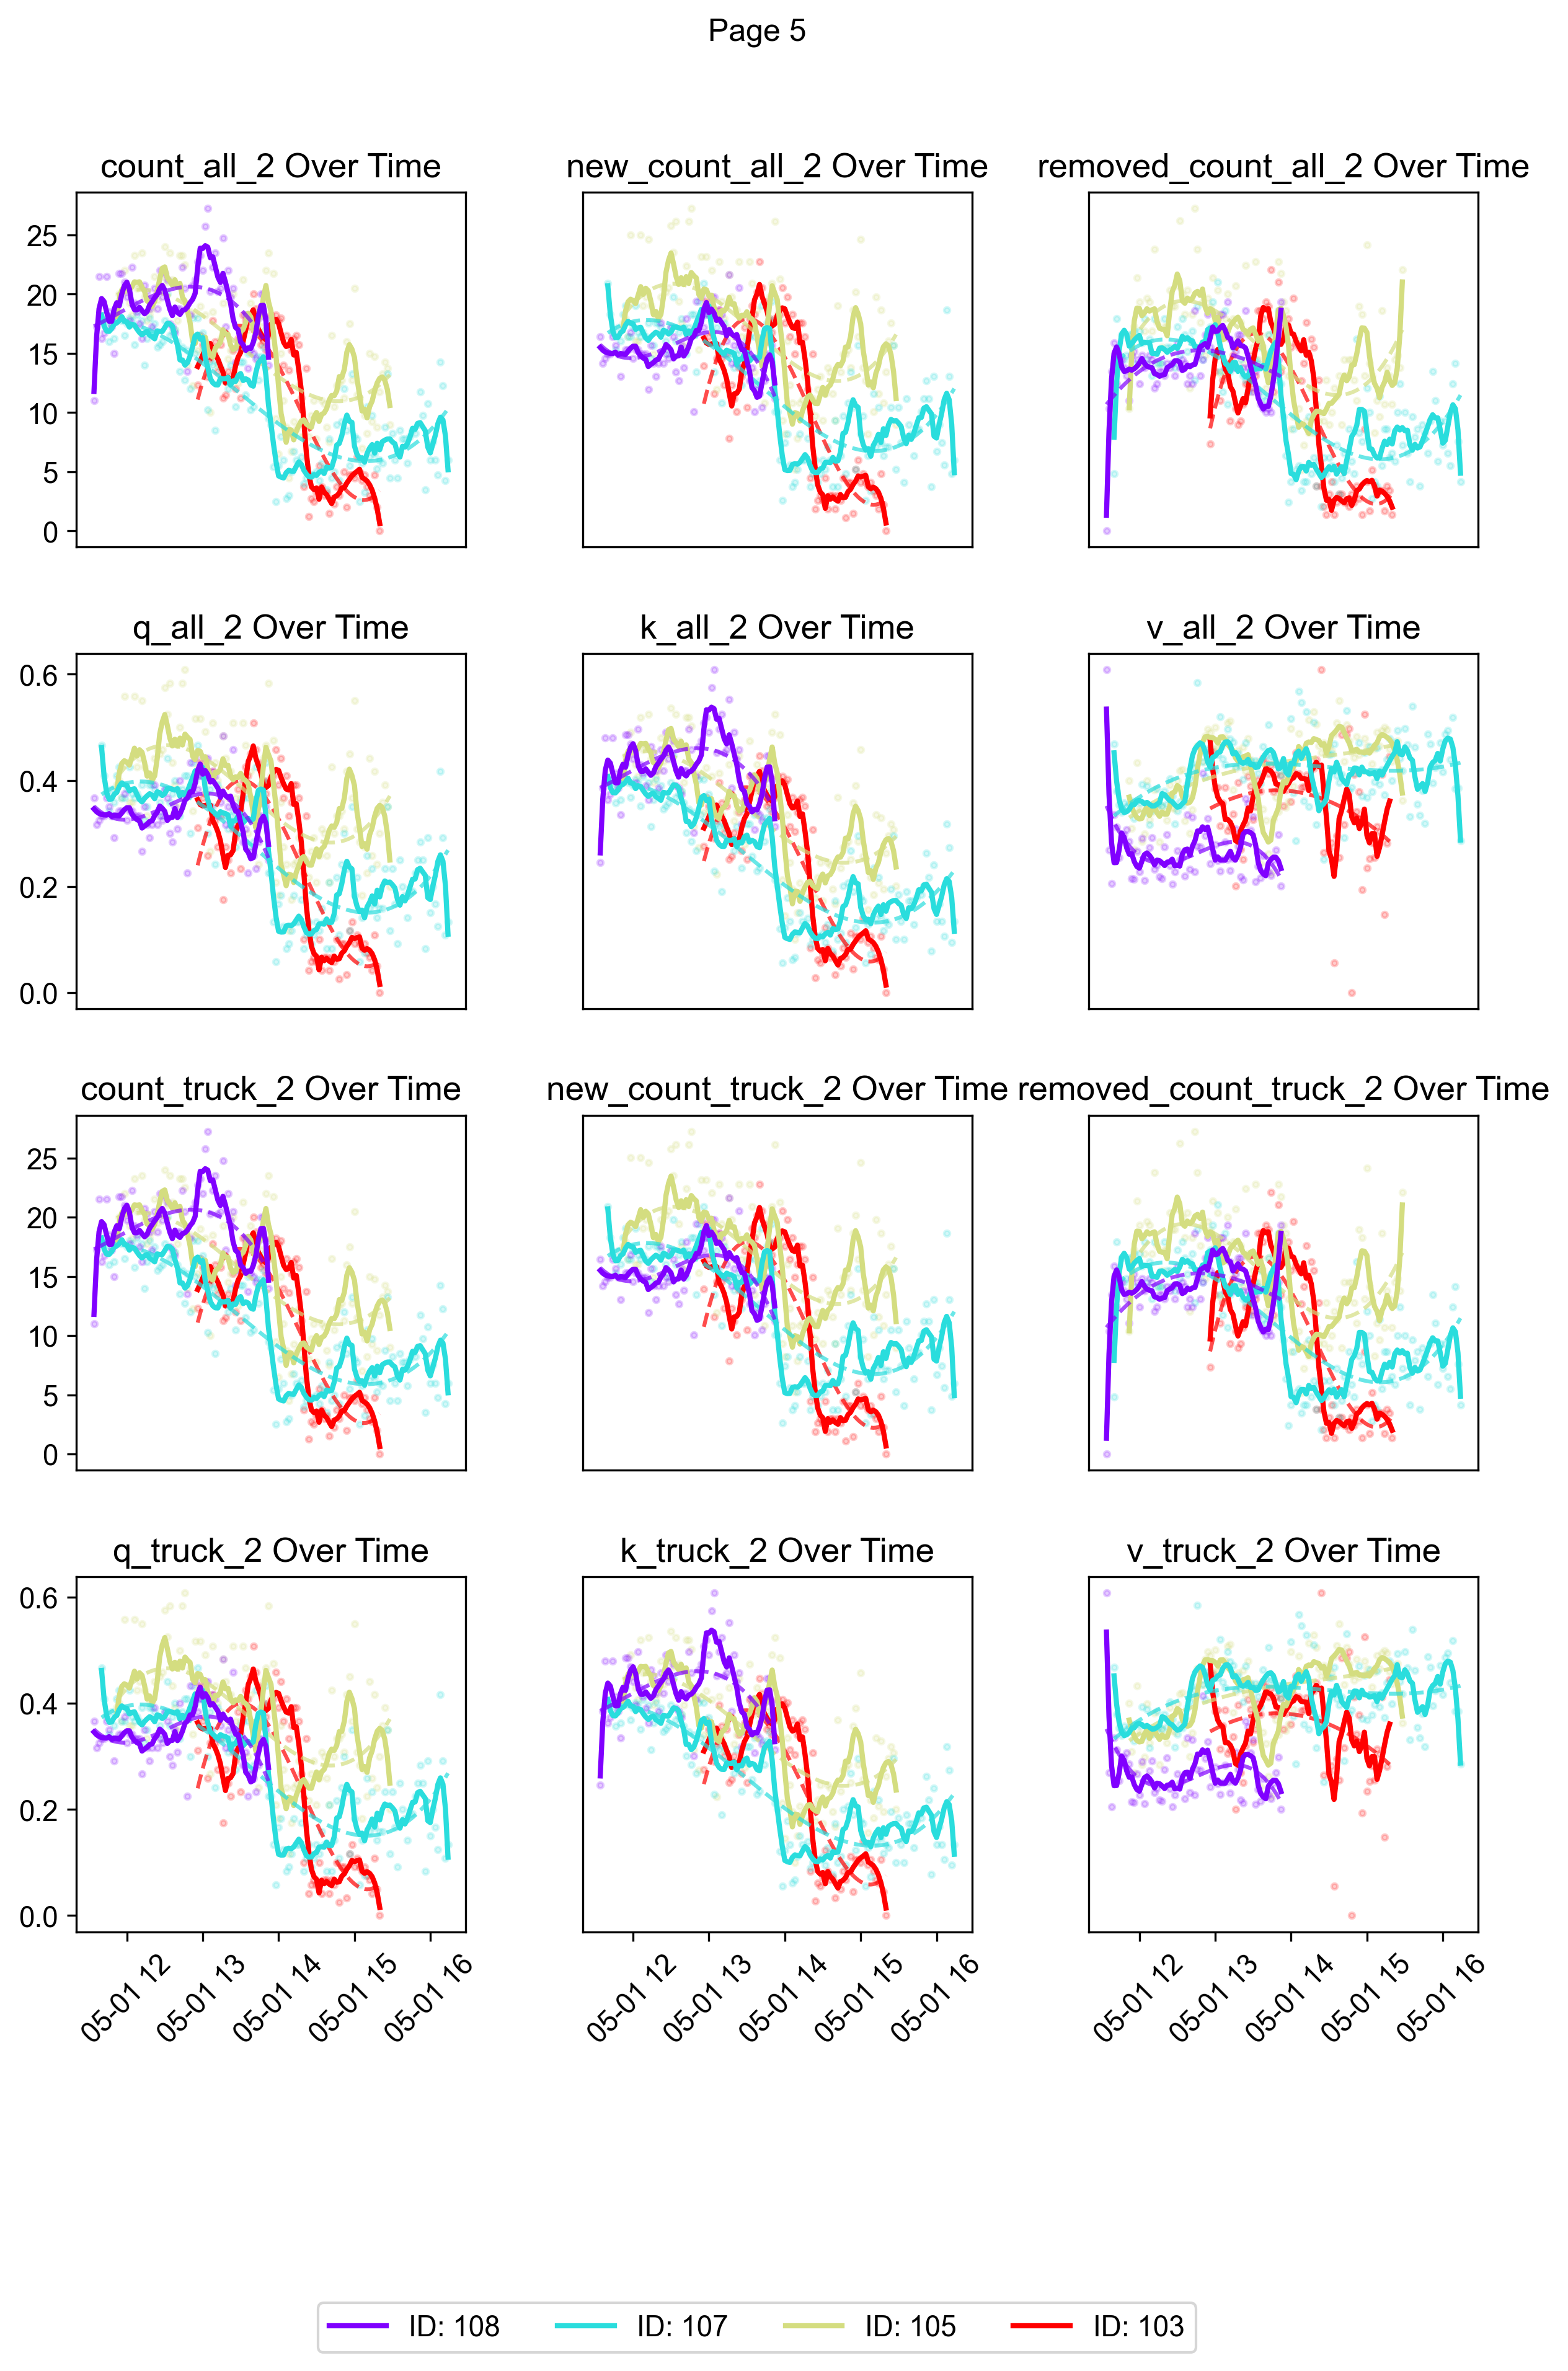 Page 5
count_all_2 Over Time
new_count_all_2 Over Time
removed_count_all_2 Over Time
25
20
15
10
5
0
q_all_2 Over Time
k_all_2 Over Time
v_all_2 Over Time
0.6
0.4
0.2
0.0
count_truck_2 Over Time
new_count_truck_2 Over Time
removed_count_truck_2 Over Time
25
20
15
10
5
0
q_truck_2 Over Time
k_truck_2 Over Time
v_truck_2 Over Time
0.6
0.4
0.2
0.0
05-01 12
05-01 13
05-01 14
05-01 15
05-01 16
05-01 12
05-01 13
05-01 14
05-01 15
05-01 16
05-01 12
05-01 13
05-01 14
05-01 15
05-01 16
ID: 108
ID: 107
ID: 105
ID: 103